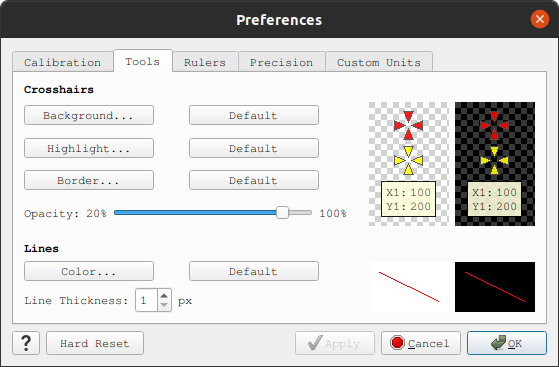 Preferences
Calibration Tools Rulers Precision Custom Units
Crosshairs
Background... Default
Highlight... Default
Border... Default
Opacity: 20% 100%
X1: 100
Y1: 200
X1: 100
Y1: 200
Lines
Color... Default
Line Thickness: 1 px
? Hard Reset Apply Cancel OK